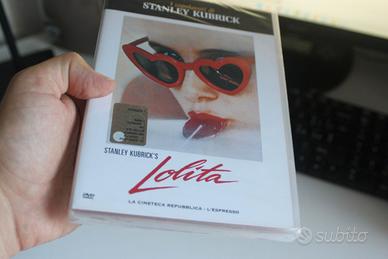 I capolavori di
STANLEY KUBRICK
STANLEY KUBRICK'S
Lolita
DVD
LA CINETECA REPUBBLICA - L'ESPRESSO
subito